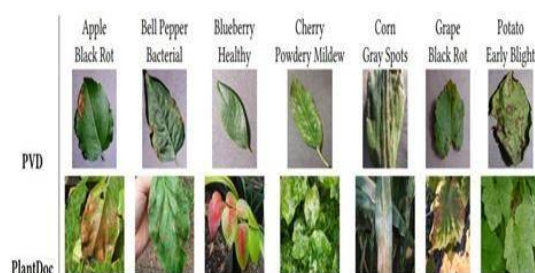 Apple
Black Rot
Bell Pepper
Bacterial
Blueberry
Healthy
Cherry
Powdery Mildew
Corn
Gray Spots
Grape
Black Rot
Potato
Early Blight
PVD
PlantDoc